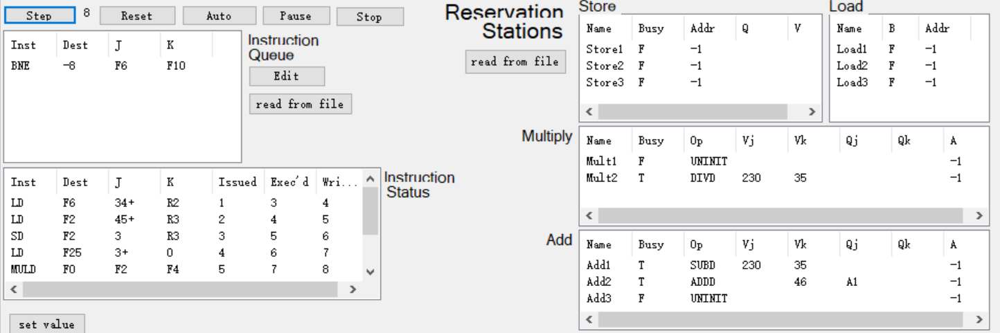 Step 8 Reset Auto Pause Stop
Inst Dest J K
BNE -8 F6 F10
Instruction
Queue
Edit
read from file
Reservation
Stations
read from file
Store
Name Busy Addr Q V
Store1 F -1
Store2 F -1
Store3 F -1
Load
Name B Addr
Load1 F -1
Load2 F -1
Load3 F -1
Multiply
Name Busy Op Vj Vk Qj Qk A
Mult1 F UNINIT -1
Mult2 T DIVD 230 35 -1
Inst Dest J K Issued Exec'd Wri...
LD F6 34+ R2 1 3 4
LD F2 45+ R3 2 4 5
SD F2 3 R3 3 5 6
LD F25 3+ 0 4 6 7
MULD F0 F2 F4 5 7 8
Instruction
Status
Add
Name Busy Op Vj Vk Qj Qk A
Add1 T SUBD 230 35 -1
Add2 T ADDD 46 A1 -1
Add3 F UNINIT -1
set value